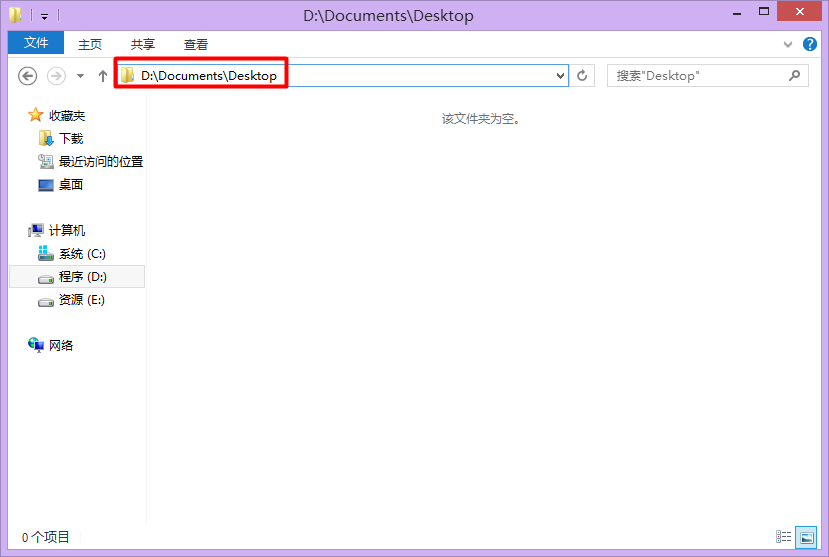 D:\Documents\Desktop
文件 主页 共享 查看
D:\Documents\Desktop
搜索"Desktop"
收藏夹
下载
最近访问的位置
桌面
计算机
系统 (C:)
程序 (D:)
资源 (E:)
网络
该文件夹为空。
0 个项目